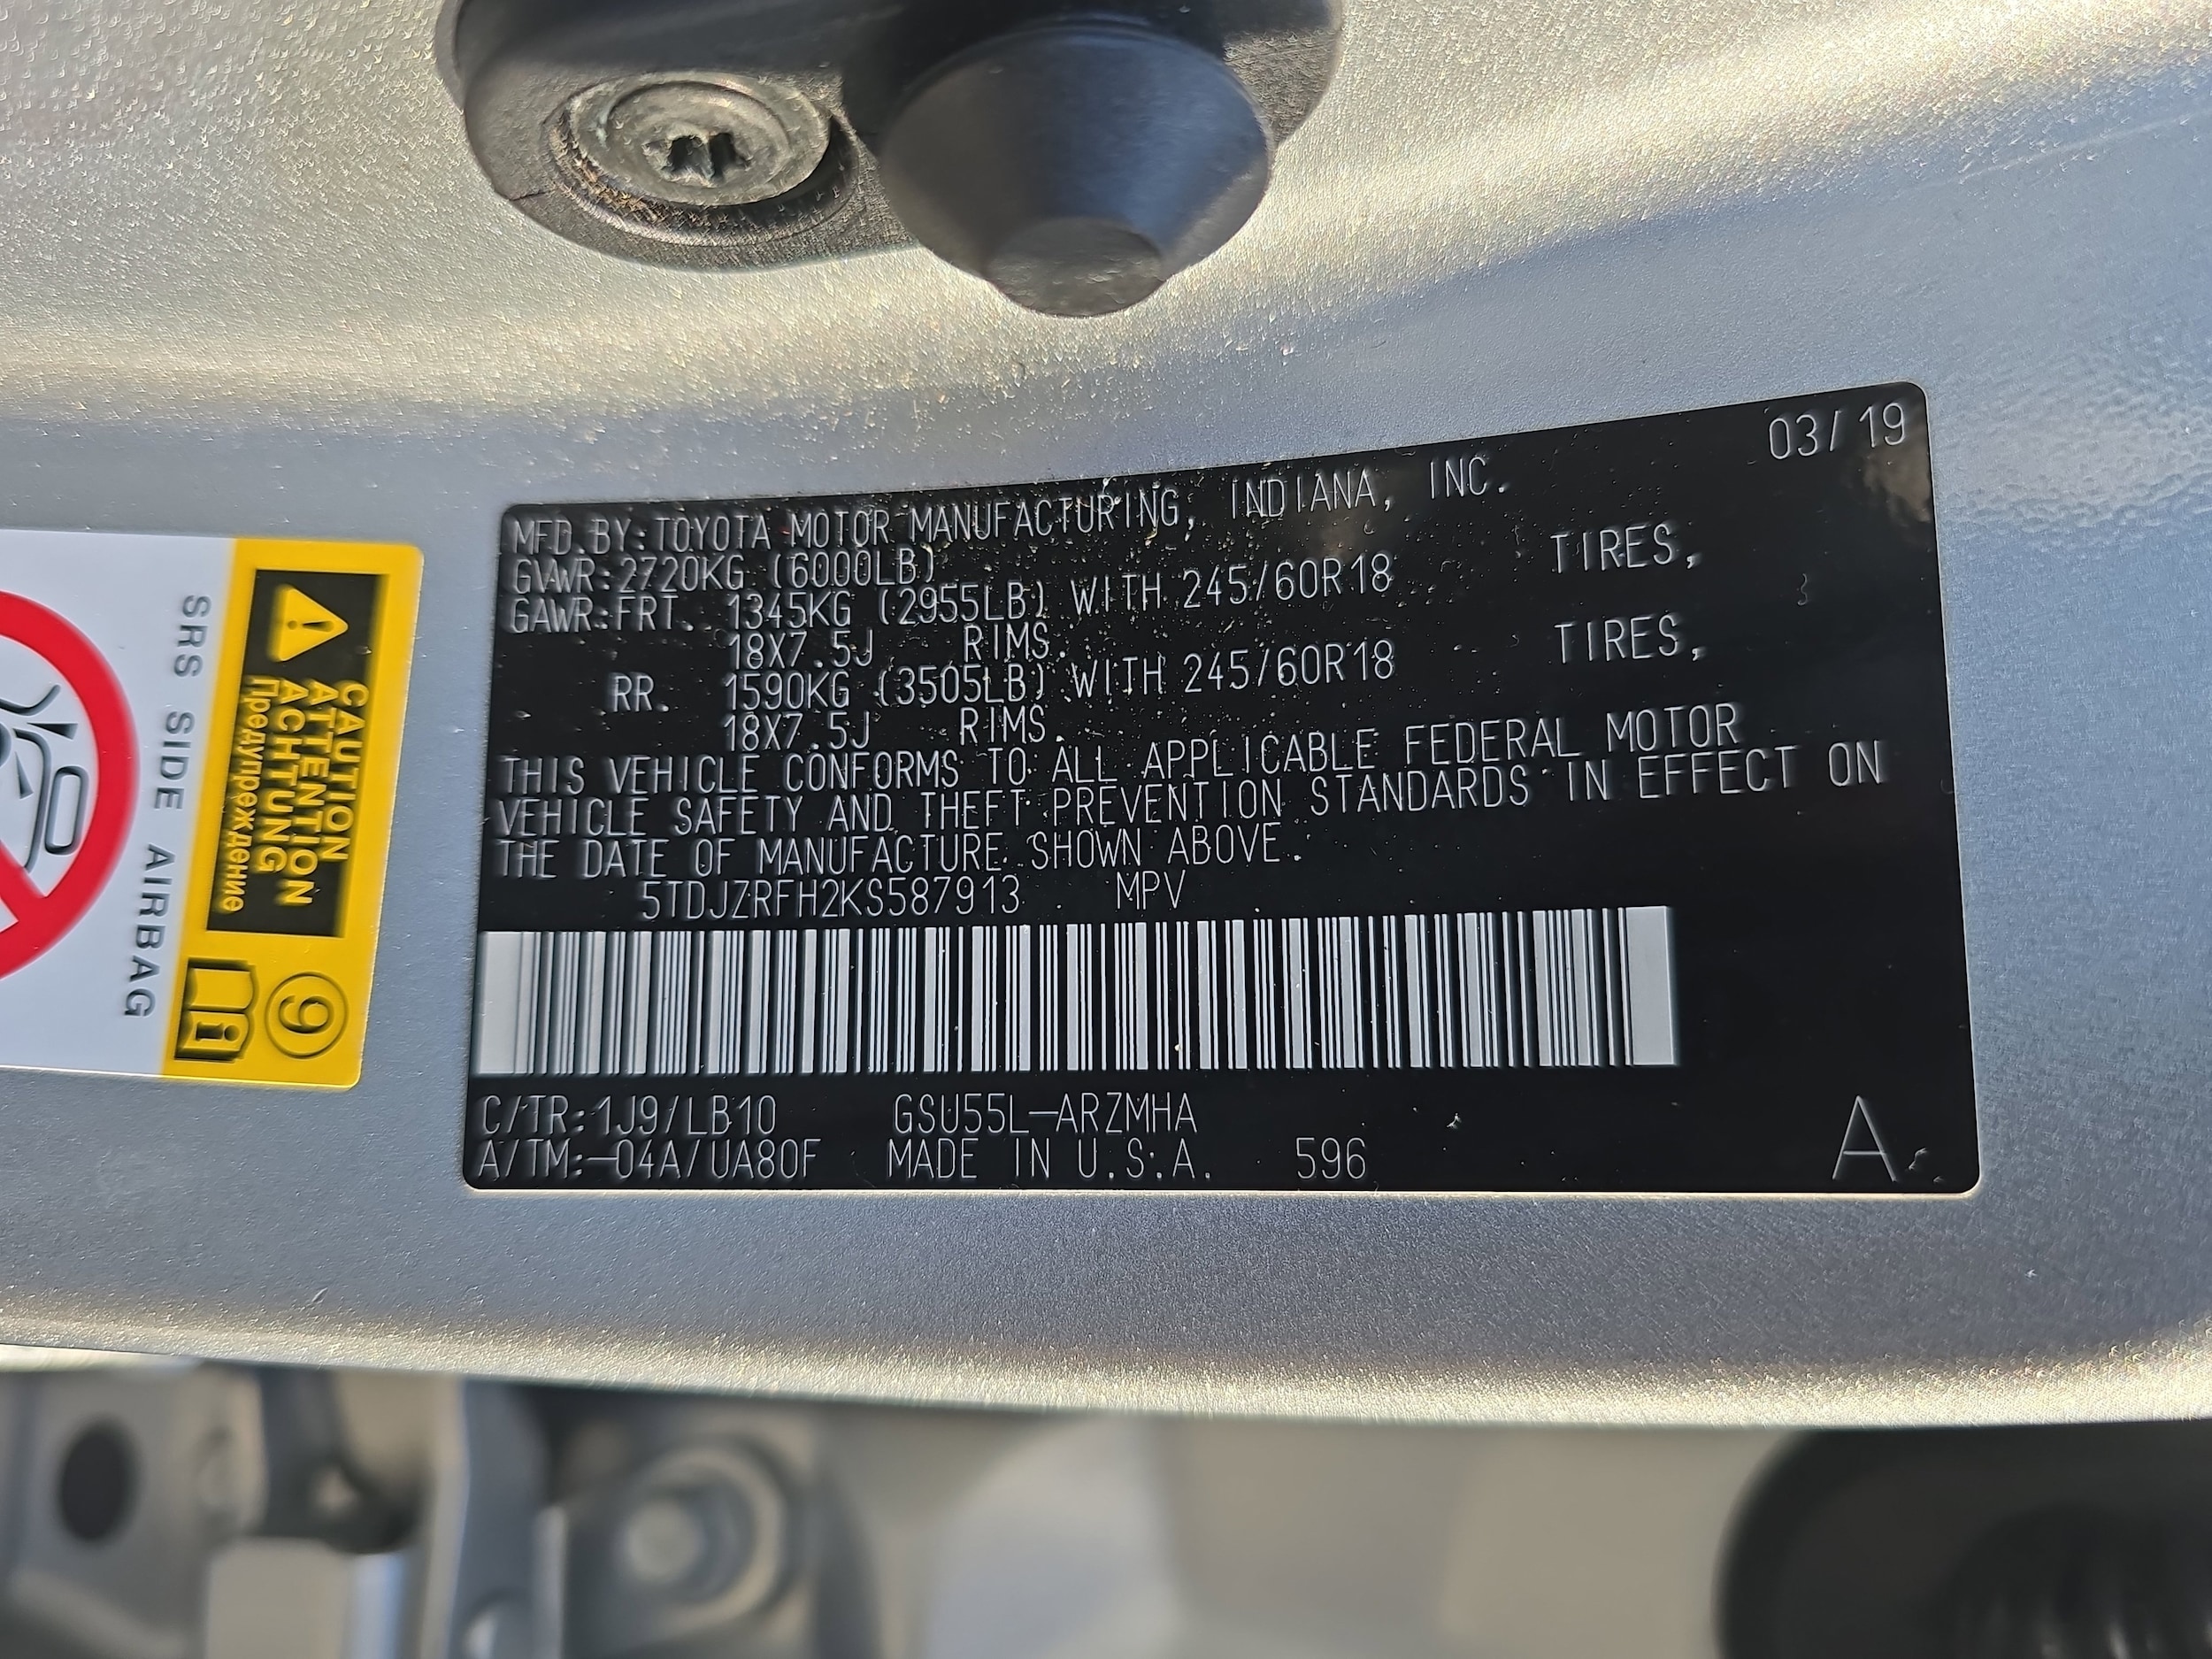 03/19
MFD.BY:TOYOTA MOTOR MANUFACTURING, INDIANA, INC.
GVWR:2720KG (6000LB)
GAWR:FRT. 1345KG (2955LB) WITH 245/60R18 TIRES,
18X7.5J RIMS.
RR. 1590KG (3505LB) WITH 245/60R18 TIRES,
18X7.5J RIMS.
THIS VEHICLE CONFORMS TO ALL APPLICABLE FEDERAL MOTOR
VEHICLE SAFETY AND THEFT PREVENTION STANDARDS IN EFFECT ON
THE DATE OF MANUFACTURE SHOWN ABOVE.
5TDJZRFH2KS587913 MPV
C/TR:1J9/LB10 GSU55L-ARZMHA
A/TM:-04A/UA80F MADE IN U.S.A. 596 A
CAUTION
ATTENTION
ACHTUNG
Предупреждение
9
i
SRS SIDE AIRBAG